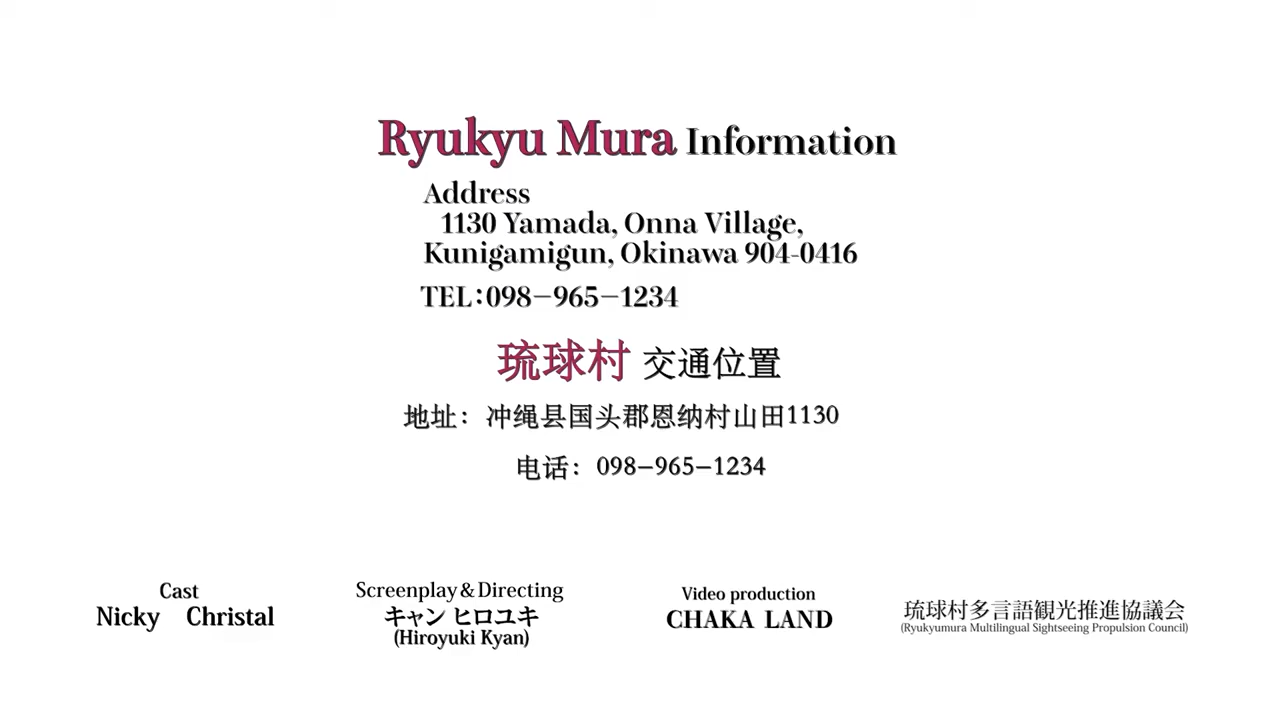 Ryukyu Mura Information
Address
1130 Yamada, Onna Village,
Kunigamigun, Okinawa 904-0416
TEL:098-965-1234
琉球村 交通位置
地址：冲绳县国头郡恩纳村山田1130
电话：098-965-1234
Cast
Nicky Christal
Screenplay & Directing
キャン ヒロユキ
(Hiroyuki Kyan)
Video production
CHAKA LAND
琉球村多言語観光推進協議会
(Ryukyumura Multilingual Sightseeing Propulsion Council)